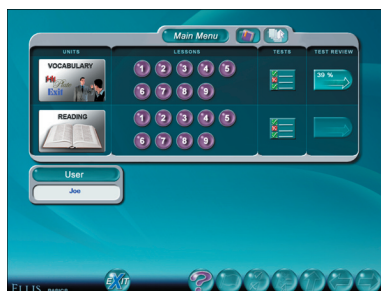 Main Menu
UNITS LESSONS TESTS TEST REVIEW
VOCABULARY
Exit
1 2 3 4 5
6 7 8 9
39 %
READING
1 2 3 4 5
6 7 8 9
User
Joe
ELLIS BASICS
EXIT
?